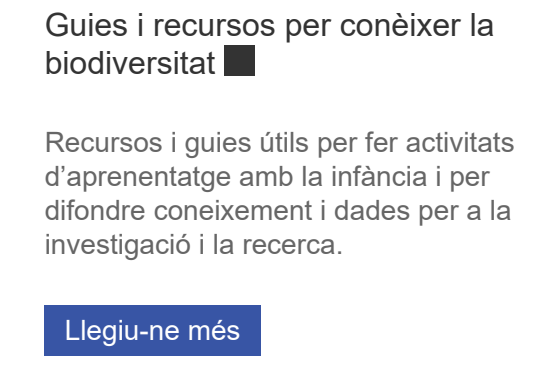 Guies i recursos per conèixer la
biodiversitat
Recursos i guies útils per fer activitats
d’aprenentatge amb la infància i per
difondre coneixement i dades per a la
investigació i la recerca.
Llegiu-ne més